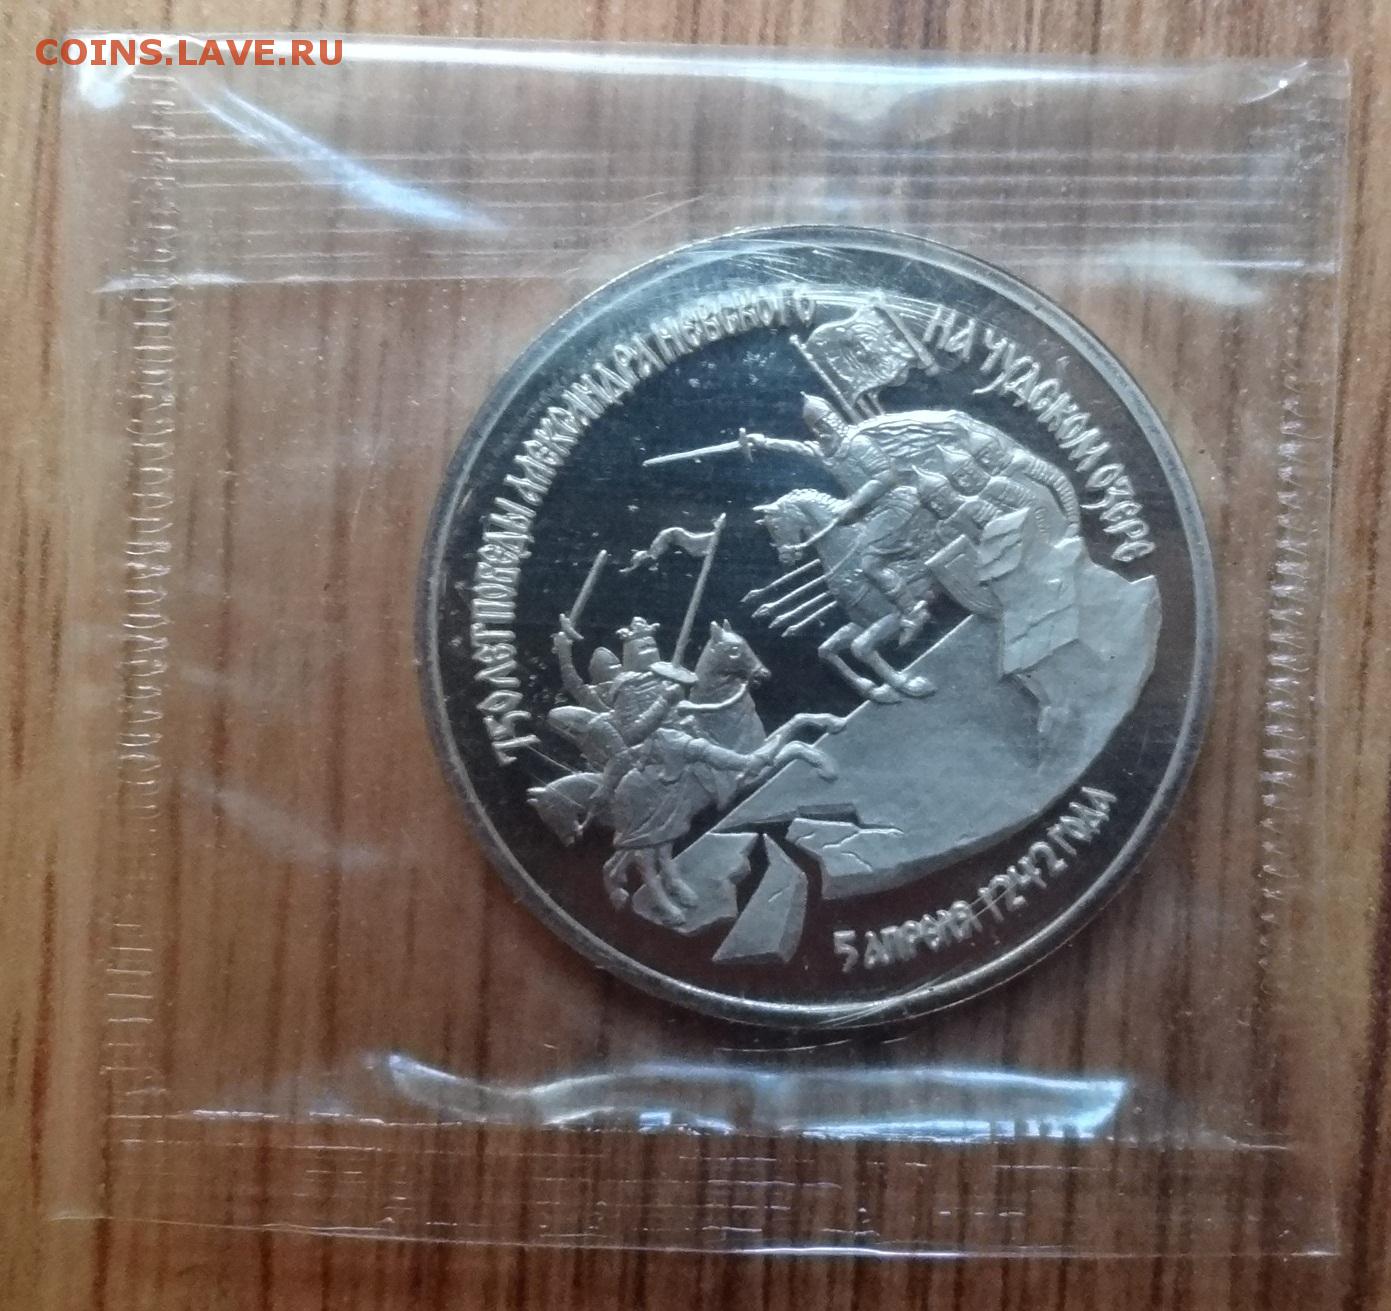 COINS.LAVE.RU
750 ЛЕТ ПОБЕДЫ АЛЕКСАНДРА НЕВСКОГО
НА ЧУДСКОМ ОЗЕРЕ
5 АПРЕЛЯ 1242 ГОДА